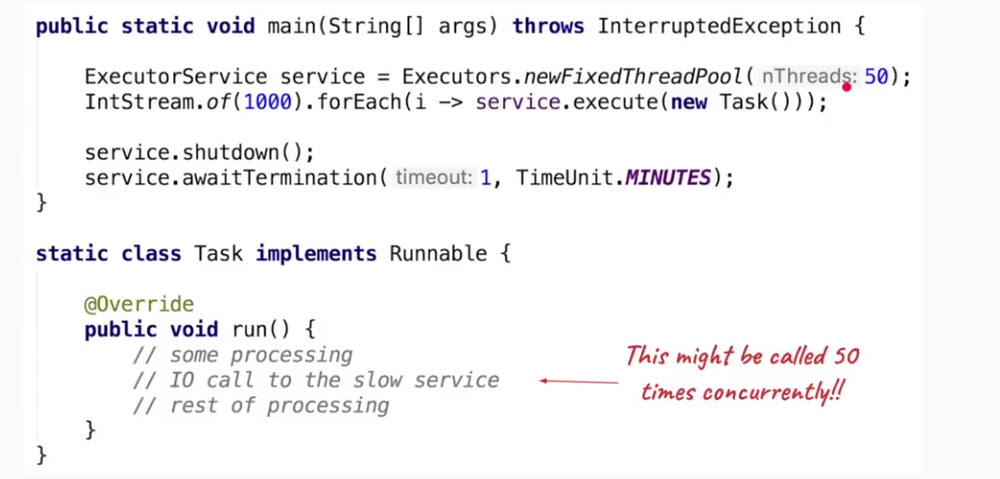 public static void main(String[] args) throws InterruptedException {
ExecutorService service = Executors.newFixedThreadPool( nThreads: 50);
IntStream.of(1000).forEach(i -> service.execute(new Task()));
service.shutdown();
service.awaitTermination( timeout: 1, TimeUnit.MINUTES);
}
static class Task implements Runnable {
@Override
public void run() {
// some processing
// IO call to the slow service
// rest of processing
}
}
This might be called 50
times concurrently!!